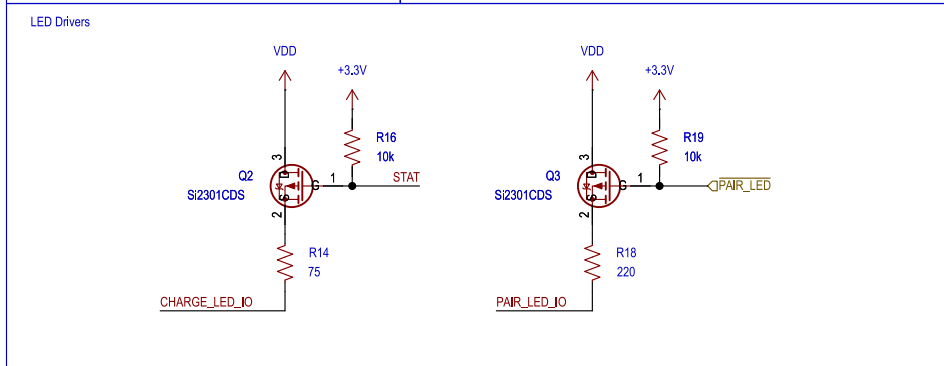 LED Drivers
VDD
+3.3V
R16
10k
3
D
Q2
Si2301CDS
G
1
STAT
S
2
R14
75
CHARGE_LED_IO
VDD
+3.3V
R19
10k
3
D
Q3
Si2301CDS
G
1
PAIR_LED
S
2
R18
220
PAIR_LED_IO